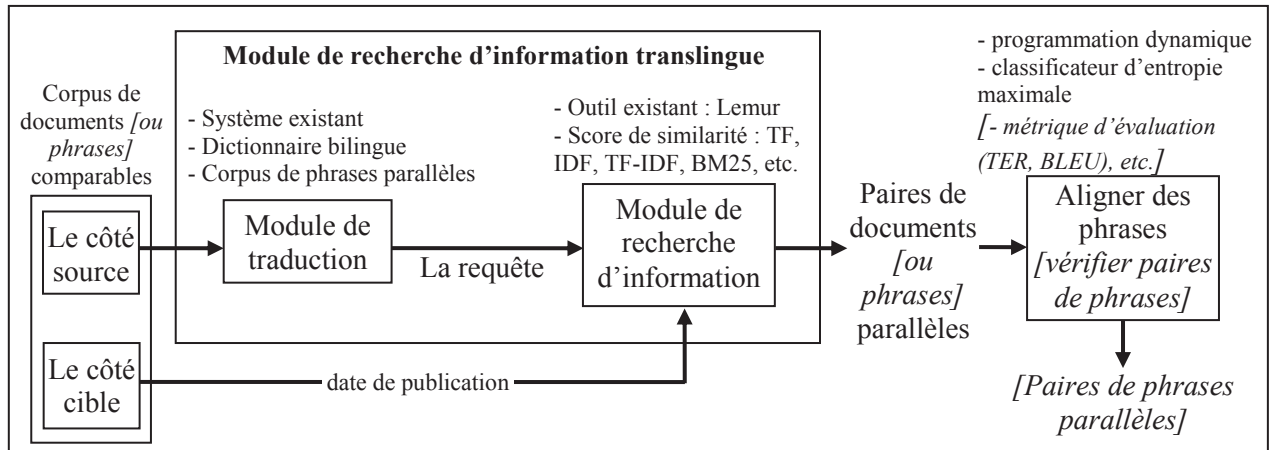 Module de recherche d’information translingue
Corpus de
documents [ou
phrases]
comparables
Le côté
source
Le côté
cible
- Système existant
- Dictionnaire bilingue
- Corpus de phrases parallèles
Module de
traduction
La requête
- Outil existant : Lemur
- Score de similarité : TF,
IDF, TF-IDF, BM25, etc.
Module de
recherche
d’information
date de publication
Paires de
documents
[ou
phrases]
parallèles
- programmation dynamique
- classificateur d’entropie
maximale
[- métrique d’évaluation
(TER, BLEU), etc.]
Aligner des
phrases
[vérifier paires
de phrases]
[Paires de phrases
parallèles]